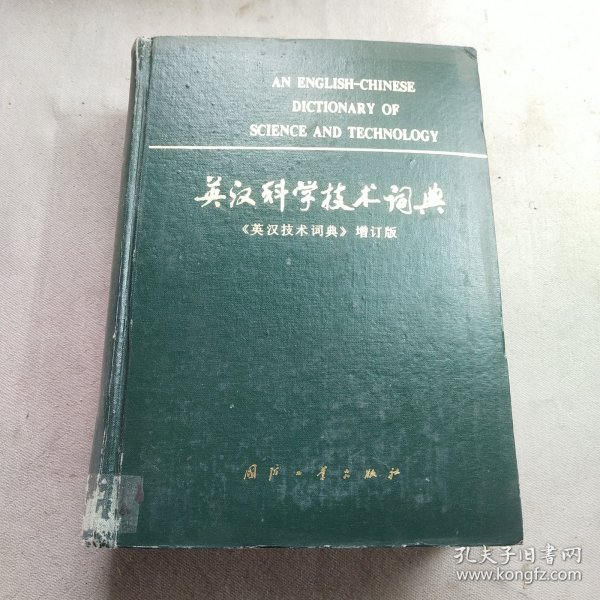 AN ENGLISH-CHINESE
DICTIONARY OF
SCIENCE AND TECHNOLOGY
英汉科学技术词典
《英汉技术词典》增订版
国防工业出版社
孔夫子旧书网
www.kongfz.com